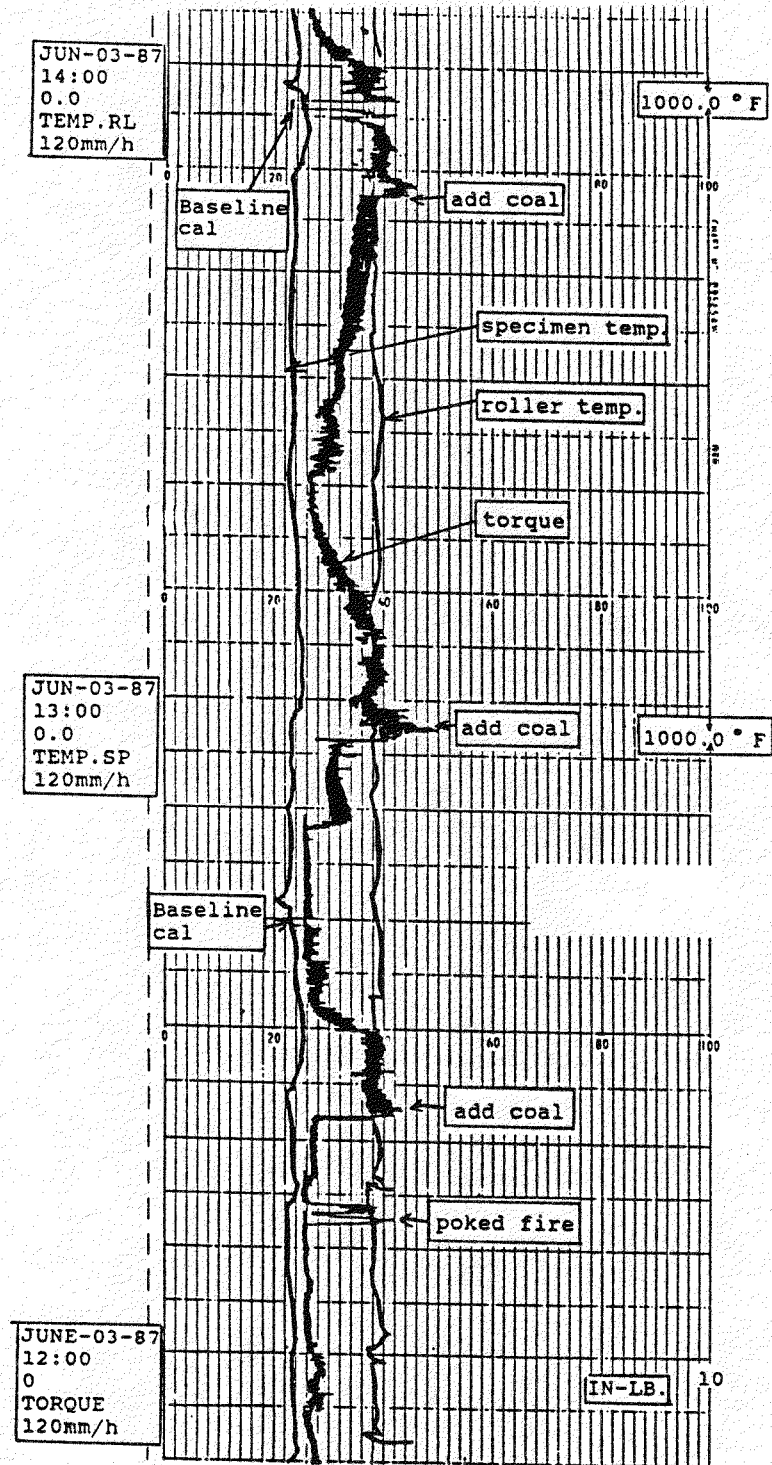 JUN-03-87
14:00
0.0
TEMP.RL
120mm/h
1000.0 ° F
0 20 80 100
Baseline
cal
add coal
specimen temp.
roller temp.
torque
0 20 60 80
JUN-03-87
13:00
0.0
TEMP.SP
120mm/h
add coal
1000.0 ° F
Baseline
cal
0 20 60 80 100
add coal
poked fire
JUNE-03-87
12:00
0
TORQUE
120mm/h
IN-LB.
10